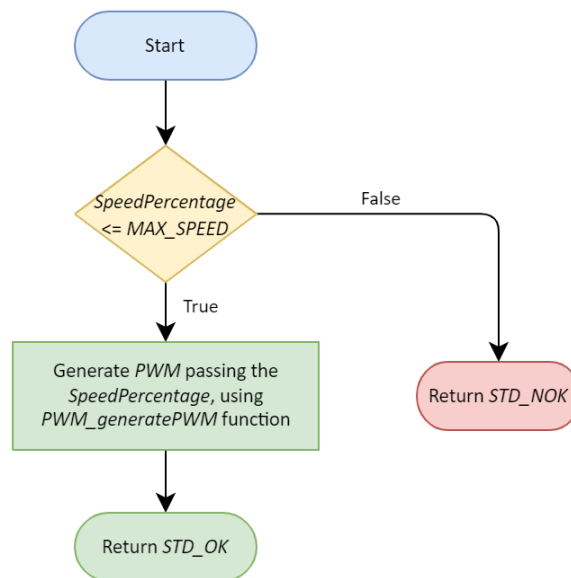 Start
SpeedPercentage
<= MAX_SPEED
False
True
Generate PWM passing the
SpeedPercentage, using
PWM_generatePWM function
Return STD_NOK
Return STD_OK